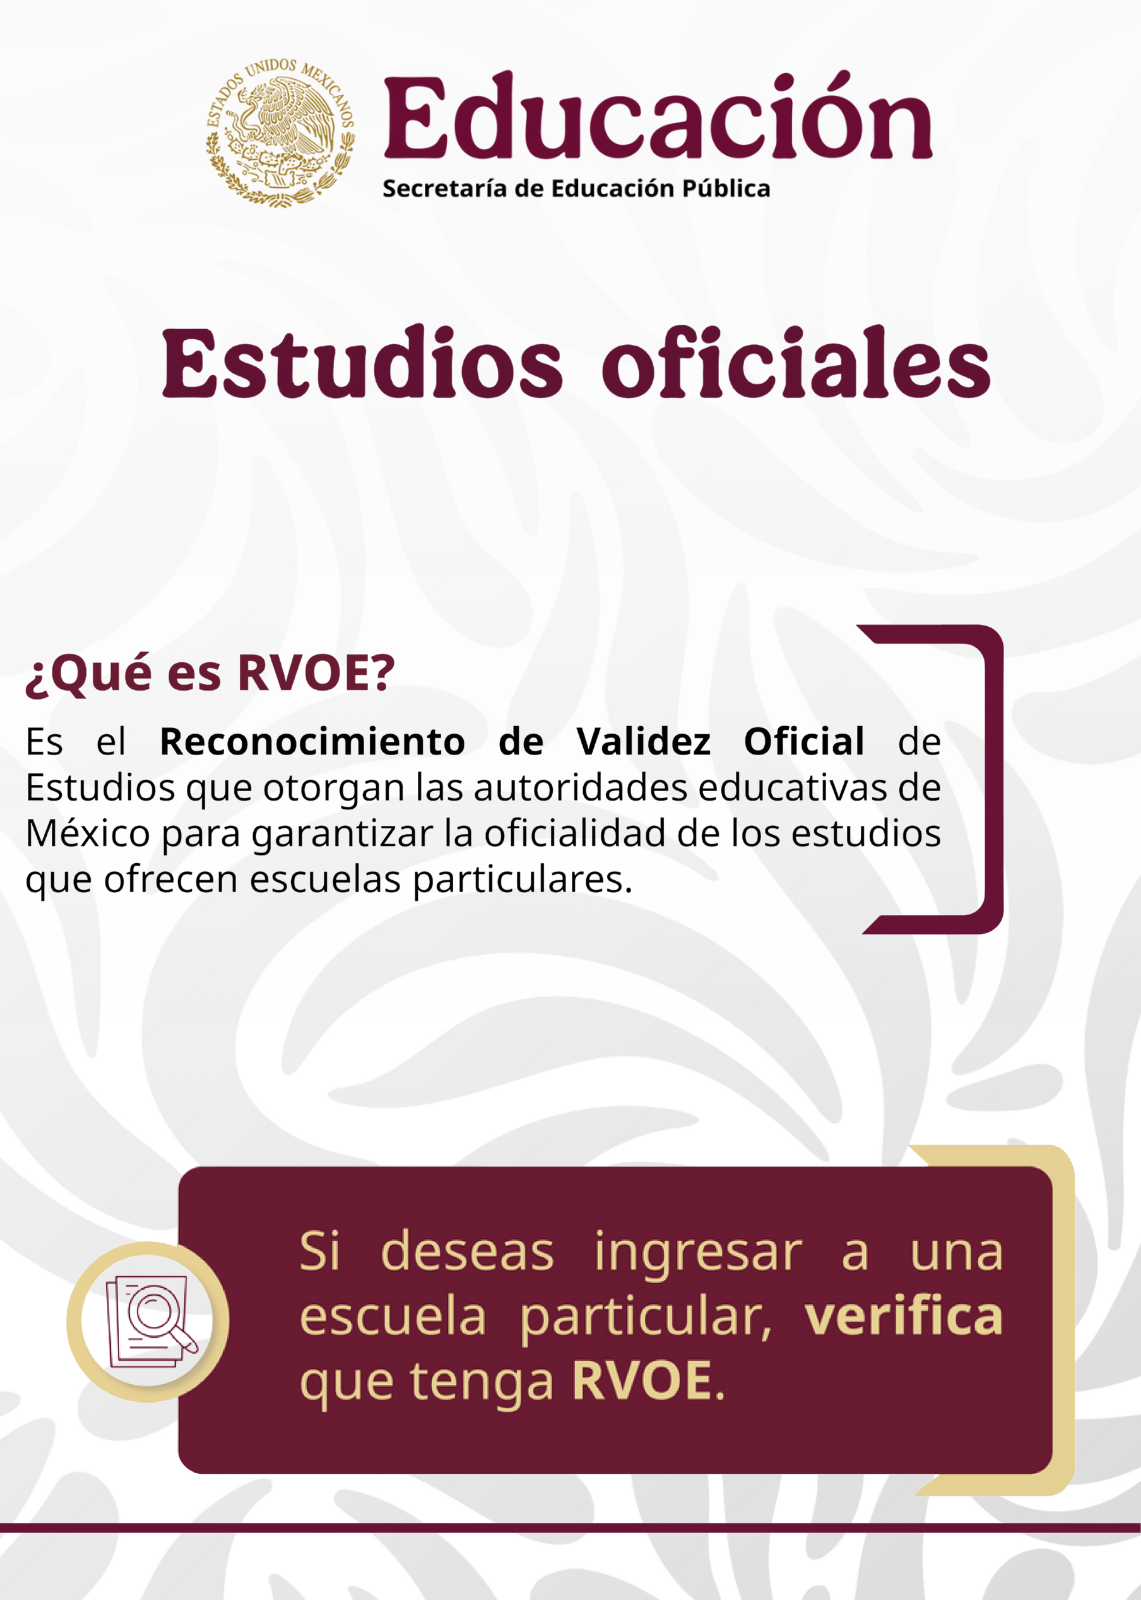 ESTADOS UNIDOS MEXICANOS
Educación
Secretaría de Educación Pública
Estudios oficiales
¿Qué es RVOE?
Es el Reconocimiento de Validez Oficial de
Estudios que otorgan las autoridades educativas de
México para garantizar la oficialidad de los estudios
que ofrecen escuelas particulares.
Si deseas ingresar a una
escuela particular, verifica
que tenga RVOE.